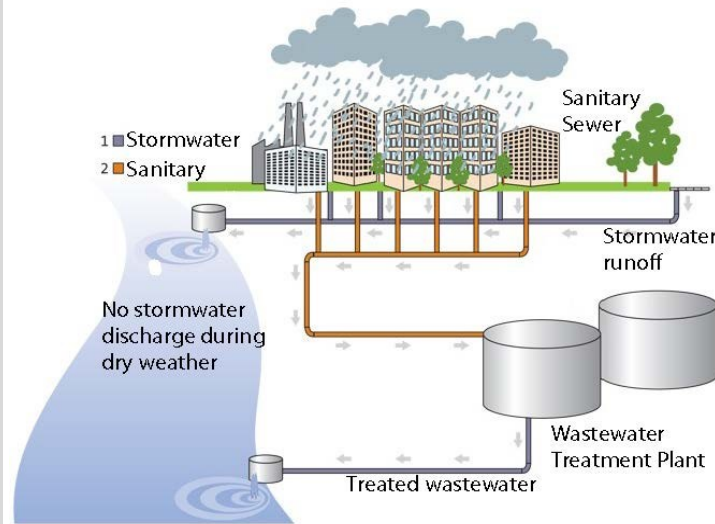 Sanitary
Sewer
1 Stormwater
2 Sanitary
Stormwater
runoff
No stormwater
discharge during
dry weather
Wastewater
Treatment Plant
Treated wastewater